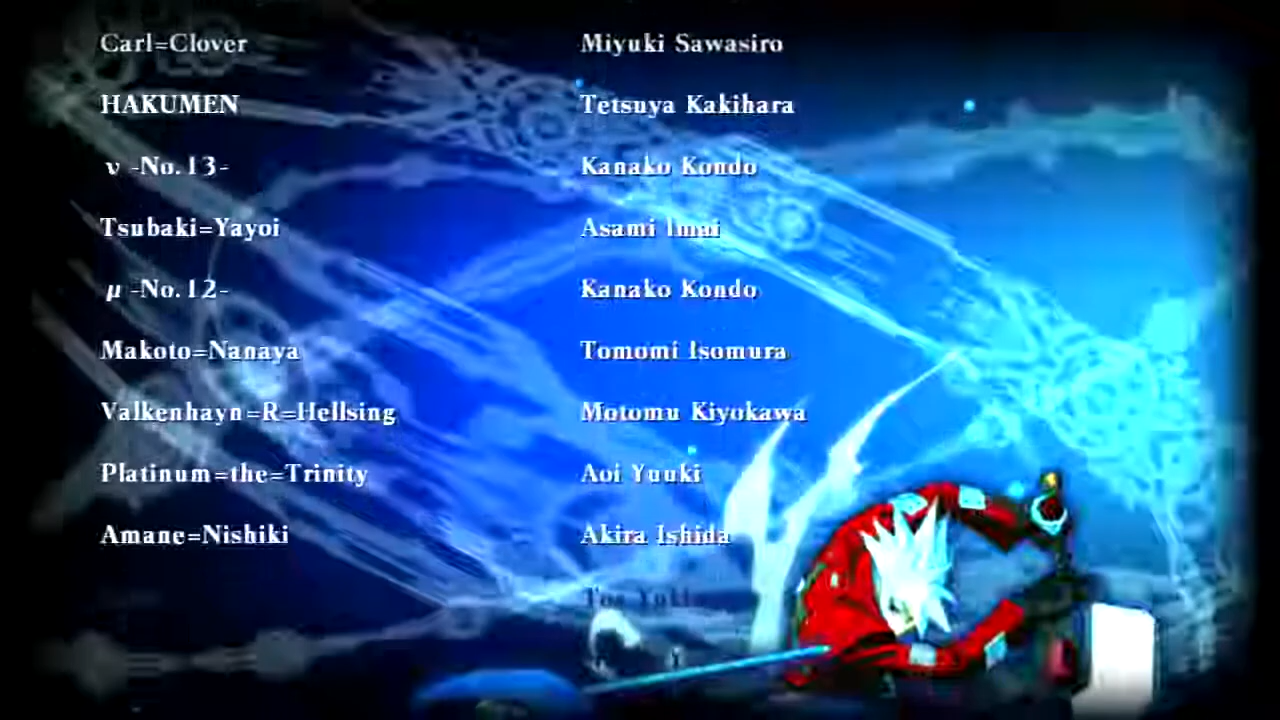 Carl=Clover Miyuki Sawasiro
HAKUMEN Tetsuya Kakihara
ν -No.13- Kanako Kondo
Tsubaki=Yayoi Asami Imai
μ -No.12- Kanako Kondo
Makoto=Nanaya Tomomi Isomura
Valkenhayn=R=Hellsing Motomu Kiyokawa
Platinum=the=Trinity Aoi Yuuki
Amane=Nishiki Akira Ishida